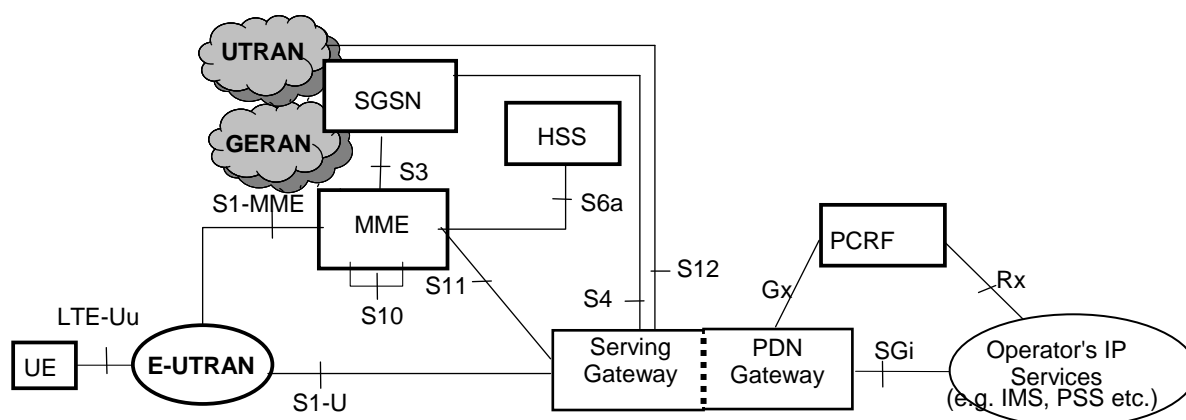 UTRAN
SGSN
GERAN
HSS
S3
S1-MME
S6a
MME
PCRF
S12
S11
Gx
Rx
S4
S10
LTE-Uu
Serving
Gateway
PDN
Gateway
SGi
Operator's IP
Services
(e.g. IMS, PSS etc.)
UE
E-UTRAN
S1-U